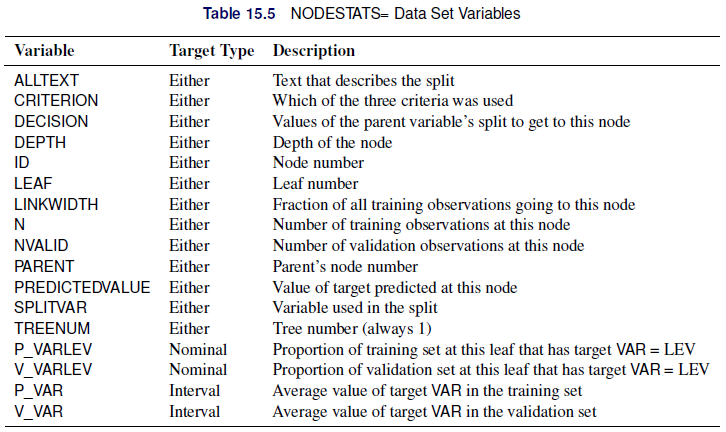 Table 15.5 NODESTATS= Data Set Variables
Variable Target Type Description
ALLTEXT Either Text that describes the split
CRITERION Either Which of the three criteria was used
DECISION Either Values of the parent variable's split to get to this node
DEPTH Either Depth of the node
ID Either Node number
LEAF Either Leaf number
LINKWIDTH Either Fraction of all training observations going to this node
N Either Number of training observations at this node
NVALID Either Number of validation observations at this node
PARENT Either Parent's node number
PREDICTEDVALUE Either Value of target predicted at this node
SPLITVAR Either Variable used in the split
TREENUM Either Tree number (always 1)
P_VARLEV Nominal Proportion of training set at this leaf that has target VAR = LEV
V_VARLEV Nominal Proportion of validation set at this leaf that has target VAR = LEV
P_VAR Interval Average value of target VAR in the training set
V_VAR Interval Average value of target VAR in the validation set